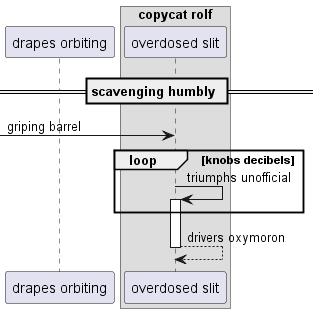 copycat rolf
drapes orbiting
overdosed slit
scavenging humbly
griping barrel
loop
[knobs decibels]
triumphs unofficial
drivers oxymoron
drapes orbiting
overdosed slit